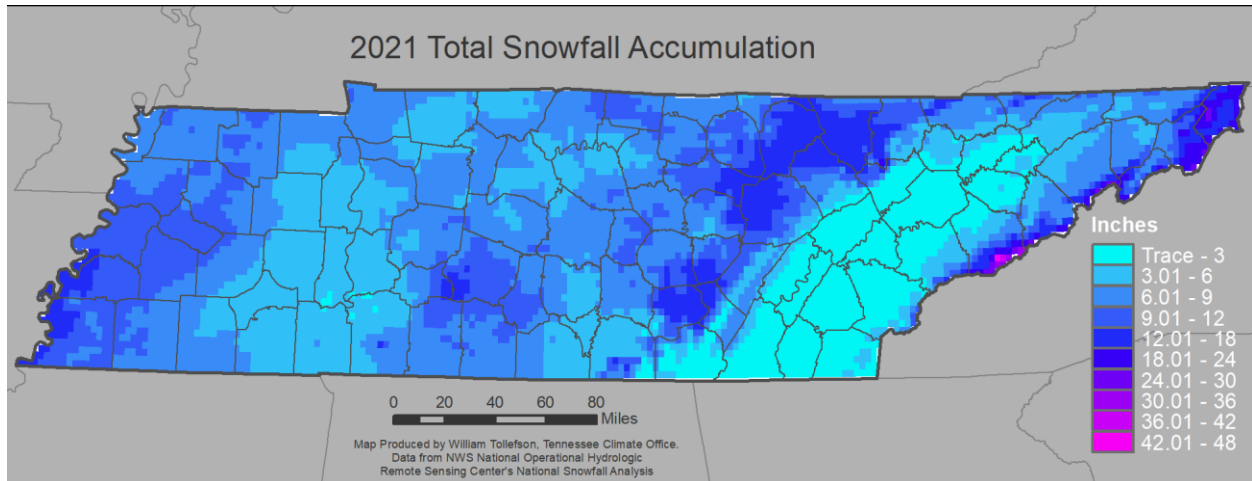 2021 Total Snowfall Accumulation
Inches
Trace - 3
3.01 - 6
6.01 - 9
9.01 - 12
12.01 - 18
18.01 - 24
24.01 - 30
30.01 - 36
36.01 - 42
42.01 - 48
0 20 40 60 80
Miles
Map Produced by William Tollefson, Tennessee Climate Office.
Data from NWS National Operational Hydrologic
Remote Sensing Center's National Snowfall Analysis